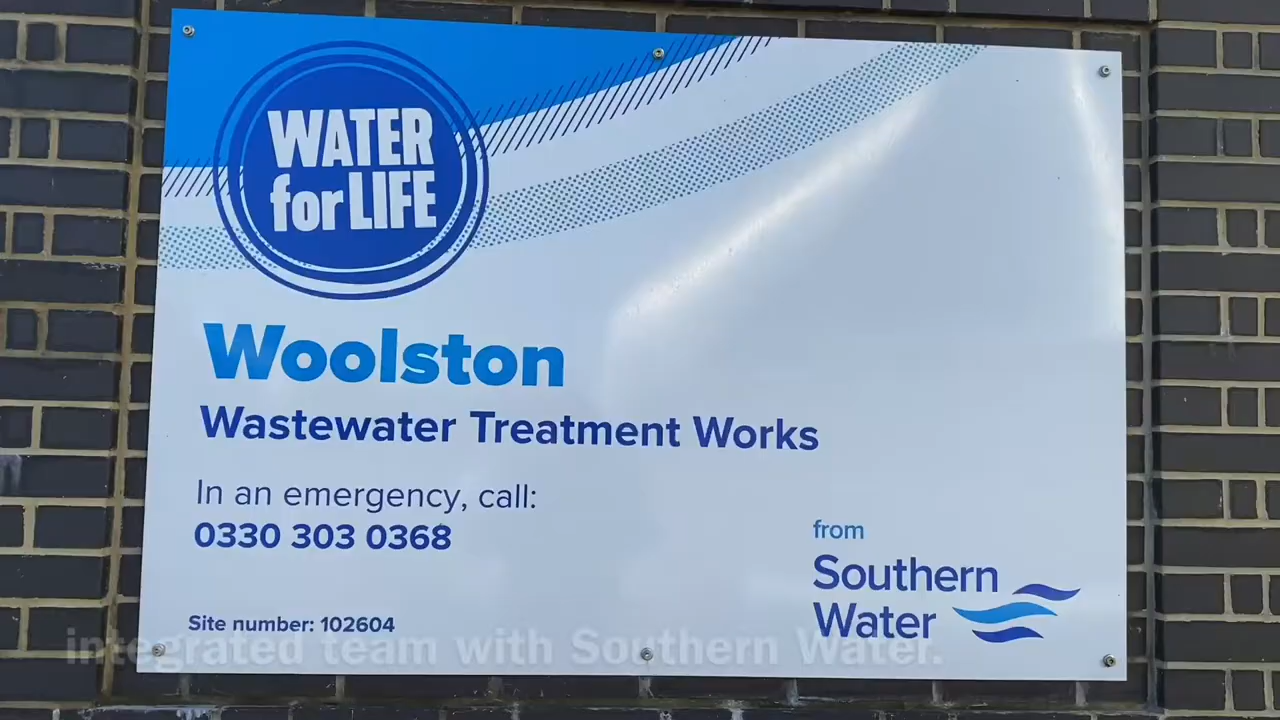 WATER
for LIFE
Woolston
Wastewater Treatment Works
In an emergency, call:
0330 303 0368
from
Southern
Water
Site number: 102604
integrated team with Southern Water.